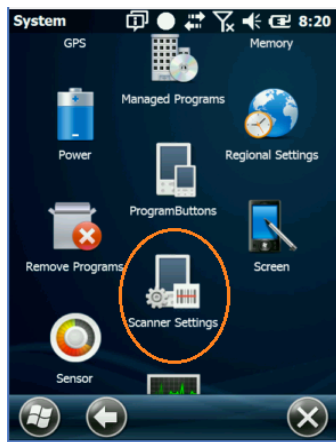 System 8:20
GPS
Memory
Managed Programs
Power
Regional Settings
ProgramButtons
Remove Programs
Screen
Scanner Settings
Sensor